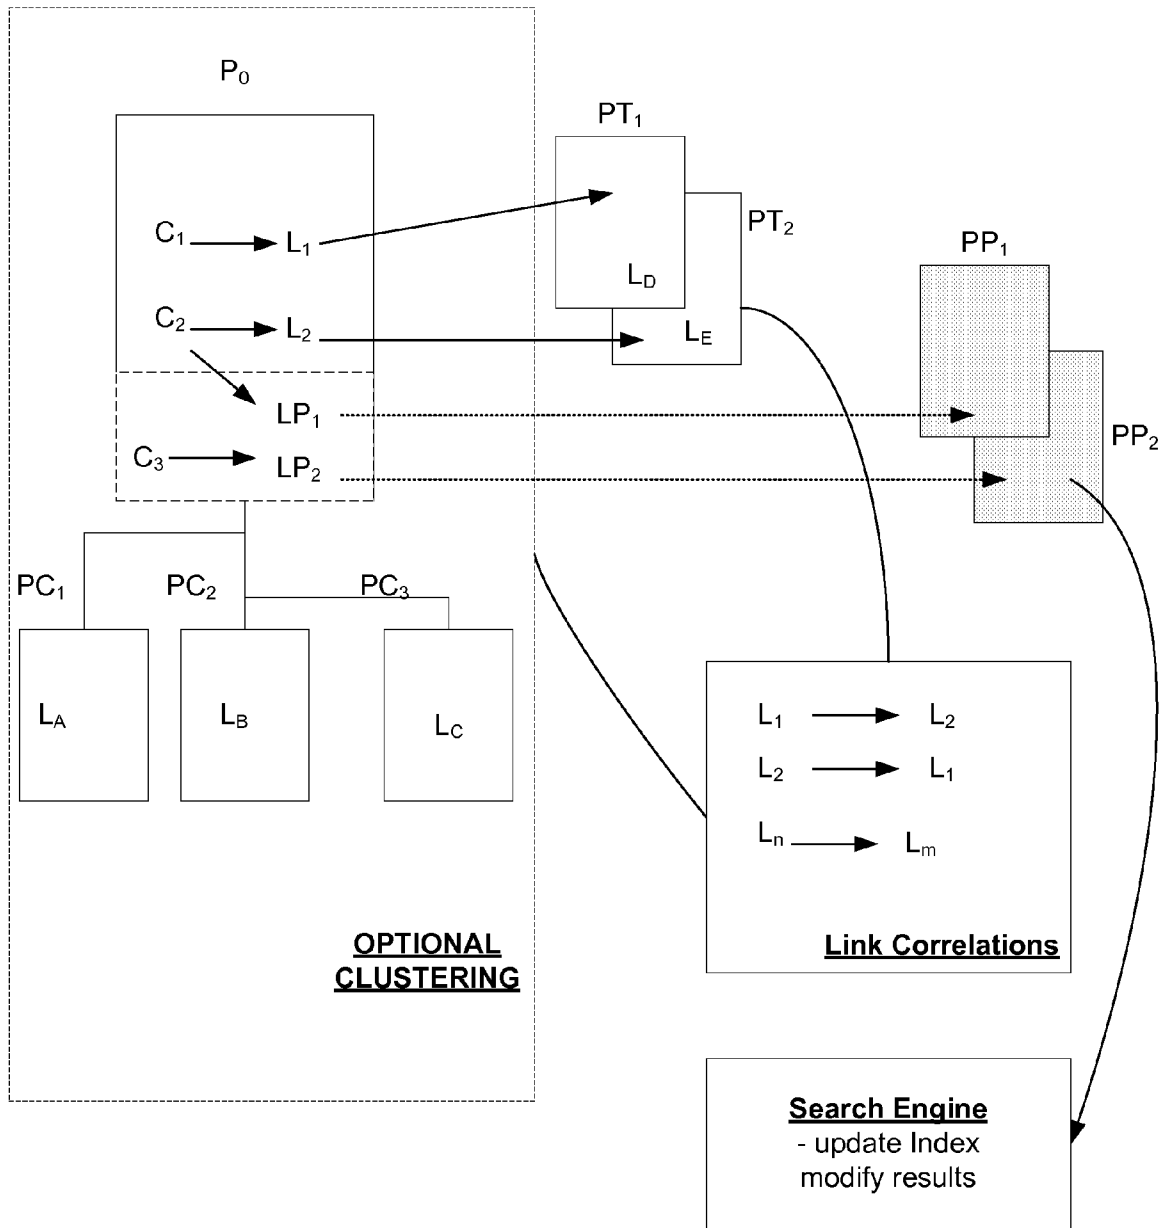 P0
PT1
C1
L1
PT2
PP1
LD
C2
L2
LE
LP1
C3
LP2
PP2
PC1
PC2
PC3
LA
LB
LC
L1
L2
L2
L1
Ln
Lm
OPTIONAL
CLUSTERING
Link Correlations
Search Engine
- update Index
modify results